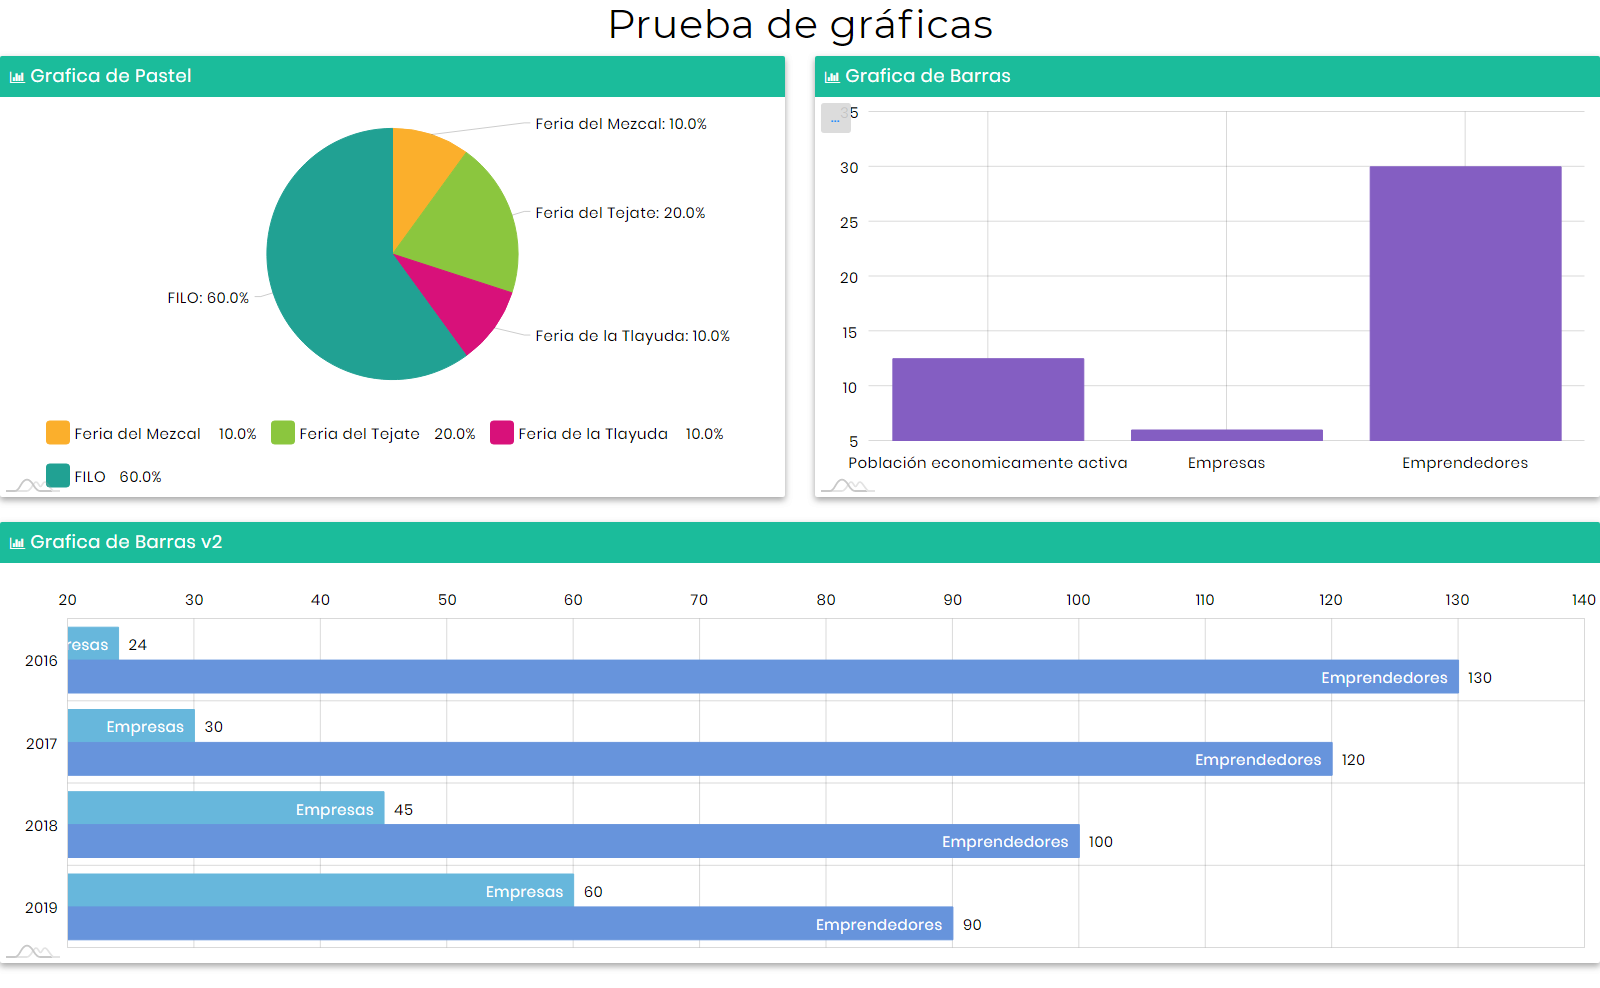 Prueba de gráficas
Grafica de Pastel
Feria del Mezcal: 10.0%
Feria del Tejate: 20.0%
FILO: 60.0%
Feria de la Tlayuda: 10.0%
Feria del Mezcal 10.0% Feria del Tejate 20.0% Feria de la Tlayuda 10.0%
FILO 60.0%
Grafica de Barras
...
35
30
25
20
15
10
5
Población economicamente activa Empresas Emprendedores
Grafica de Barras v2
20 30 40 50 60 70 80 90 100 110 120 130 140
resas 24
2016
Emprendedores 130
Empresas 30
2017
Emprendedores 120
Empresas 45
2018
Emprendedores 100
Empresas 60
2019
Emprendedores 90